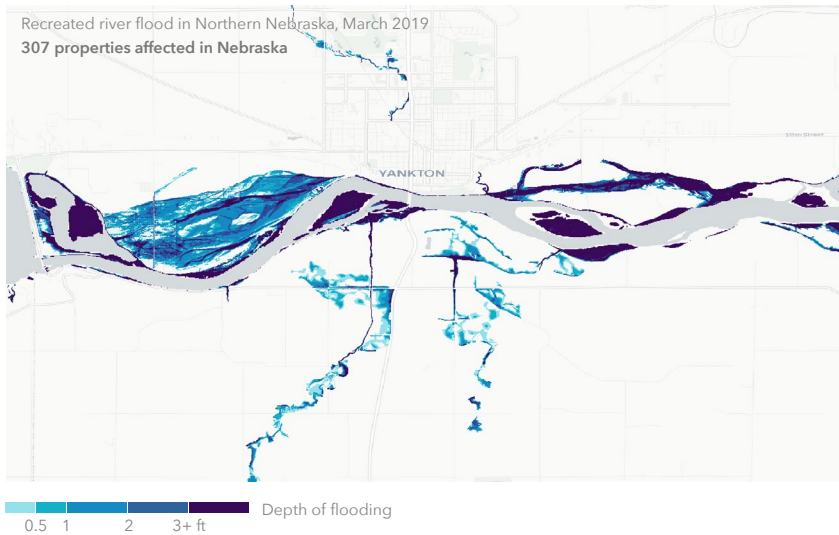 Recreated river flood in Northern Nebraska, March 2019
307 properties affected in Nebraska
YANKTON
Depth of flooding
0.5 1 2 3+ ft